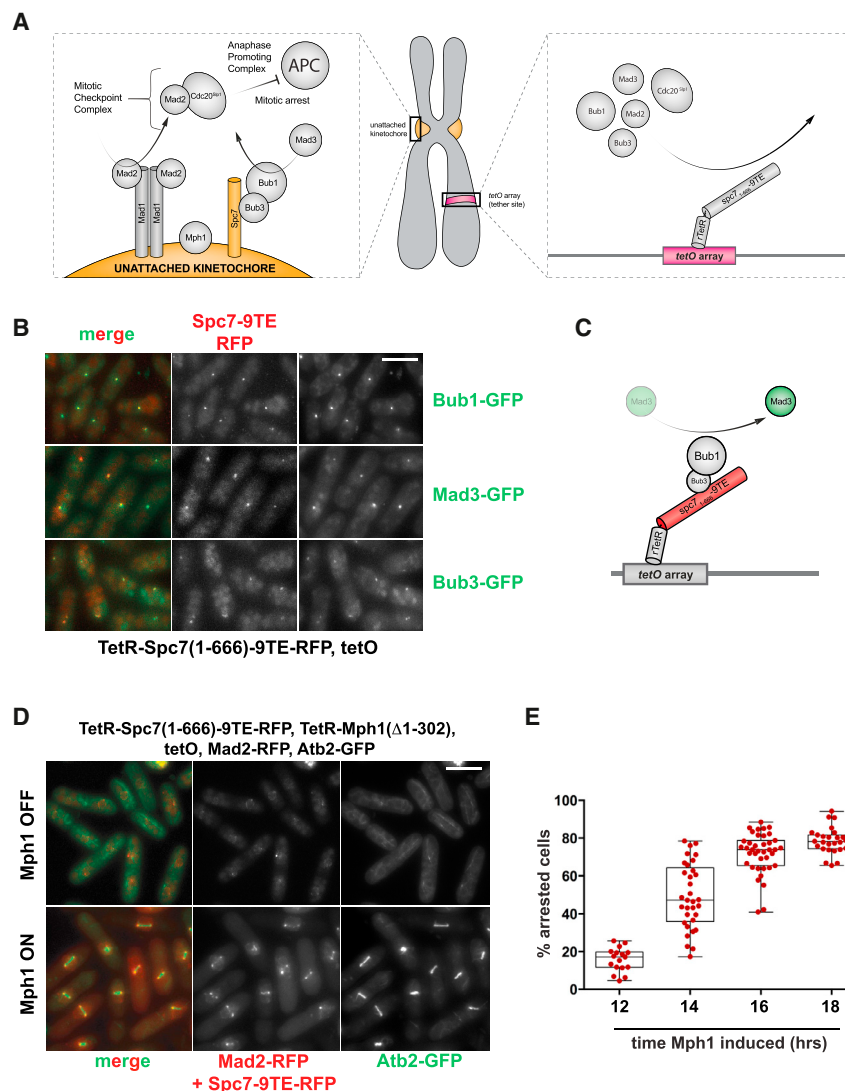 A
Anaphase
Promoting
Complex
APC
Mitotic
Checkpoint
Complex
Mad2
Cdc20Slp1
Mitotic arrest
Mad3
Mad2
Mad2
Bub1
Bub3
Mad1
Mad1
Mph1
Spc7
UNATTACHED KINETOCHORE
unattached
kinetochore
tetO array
(tether site)
Mad3
Cdc20 Slp1
Bub1
Mad2
Bub3
spc7 1-666-9TE
rTetR
tetO array
B
merge
Spc7-9TE
RFP
Bub1-GFP
Mad3-GFP
Bub3-GFP
TetR-Spc7(1-666)-9TE-RFP, tetO
C
Mad3
Mad3
Bub1
Bub3
spc7 1-666-9TE
rTetR
tetO array
D
TetR-Spc7(1-666)-9TE-RFP, TetR-Mph1(Δ1-302),
tetO, Mad2-RFP, Atb2-GFP
Mph1 OFF
Mph1 ON
merge
Mad2-RFP
+ Spc7-9TE-RFP
Atb2-GFP
E
% arrested cells
100
80
60
40
20
0
12
14
16
18
time Mph1 induced (hrs)